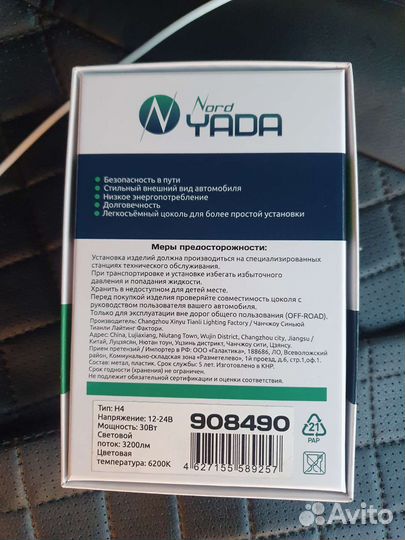 Nord
YADA
Безопасность в пути
Стильный внешний вид автомобиля
Низкое энергопотребление
Долговечность
Легкосъёмный цоколь для более простой установки
Меры предосторожности:
Установка изделий должна производиться на специализированных
станциях технического обслуживания.
При транспортировке и установке избегать избыточного
давления и попадания жидкости.
Хранить в недоступном для детей месте.
Перед покупкой изделия проверяйте совместимость цоколя с
руководством пользователя вашего автомобиля.
Только для эксплуатации вне дорог общего пользования (OFF-ROAD).
Производитель: Changzhou Xinyu Tianli Lighting Factory / Чанчжоу Синьюй
Тианли Лайтинг Фактори.
Адрес: China, Lujiaxiang, Niutang Town, Wujin District, Changzhou city, Jiangsu /
Китай, Луцзясян, Нютан тоун, Уцзинь дистрикт, Чанчжоу сити, Цзянсу.
Прием претензий / Импортер в РФ: ООО "Галактика", 188686, ЛО, Всеволожский
район, Коммунально-складская зона «Разметелево», 1й проезд, д.6, стр.1, оф.1.
Состав: метал, пластик. Срок службы: 5 лет. Изготовлено в КНР.
Срок годности (хранения) не ограничен.
Не подлежит обязательной сертификации и оценки соответствия.
Тип: H4
Напряжение: 12-24В
Мощность: 30Вт
Световой
поток: 3200лм
Цветовая
температура: 6200К
908490
4 627155 589257
21
PAP
Avito